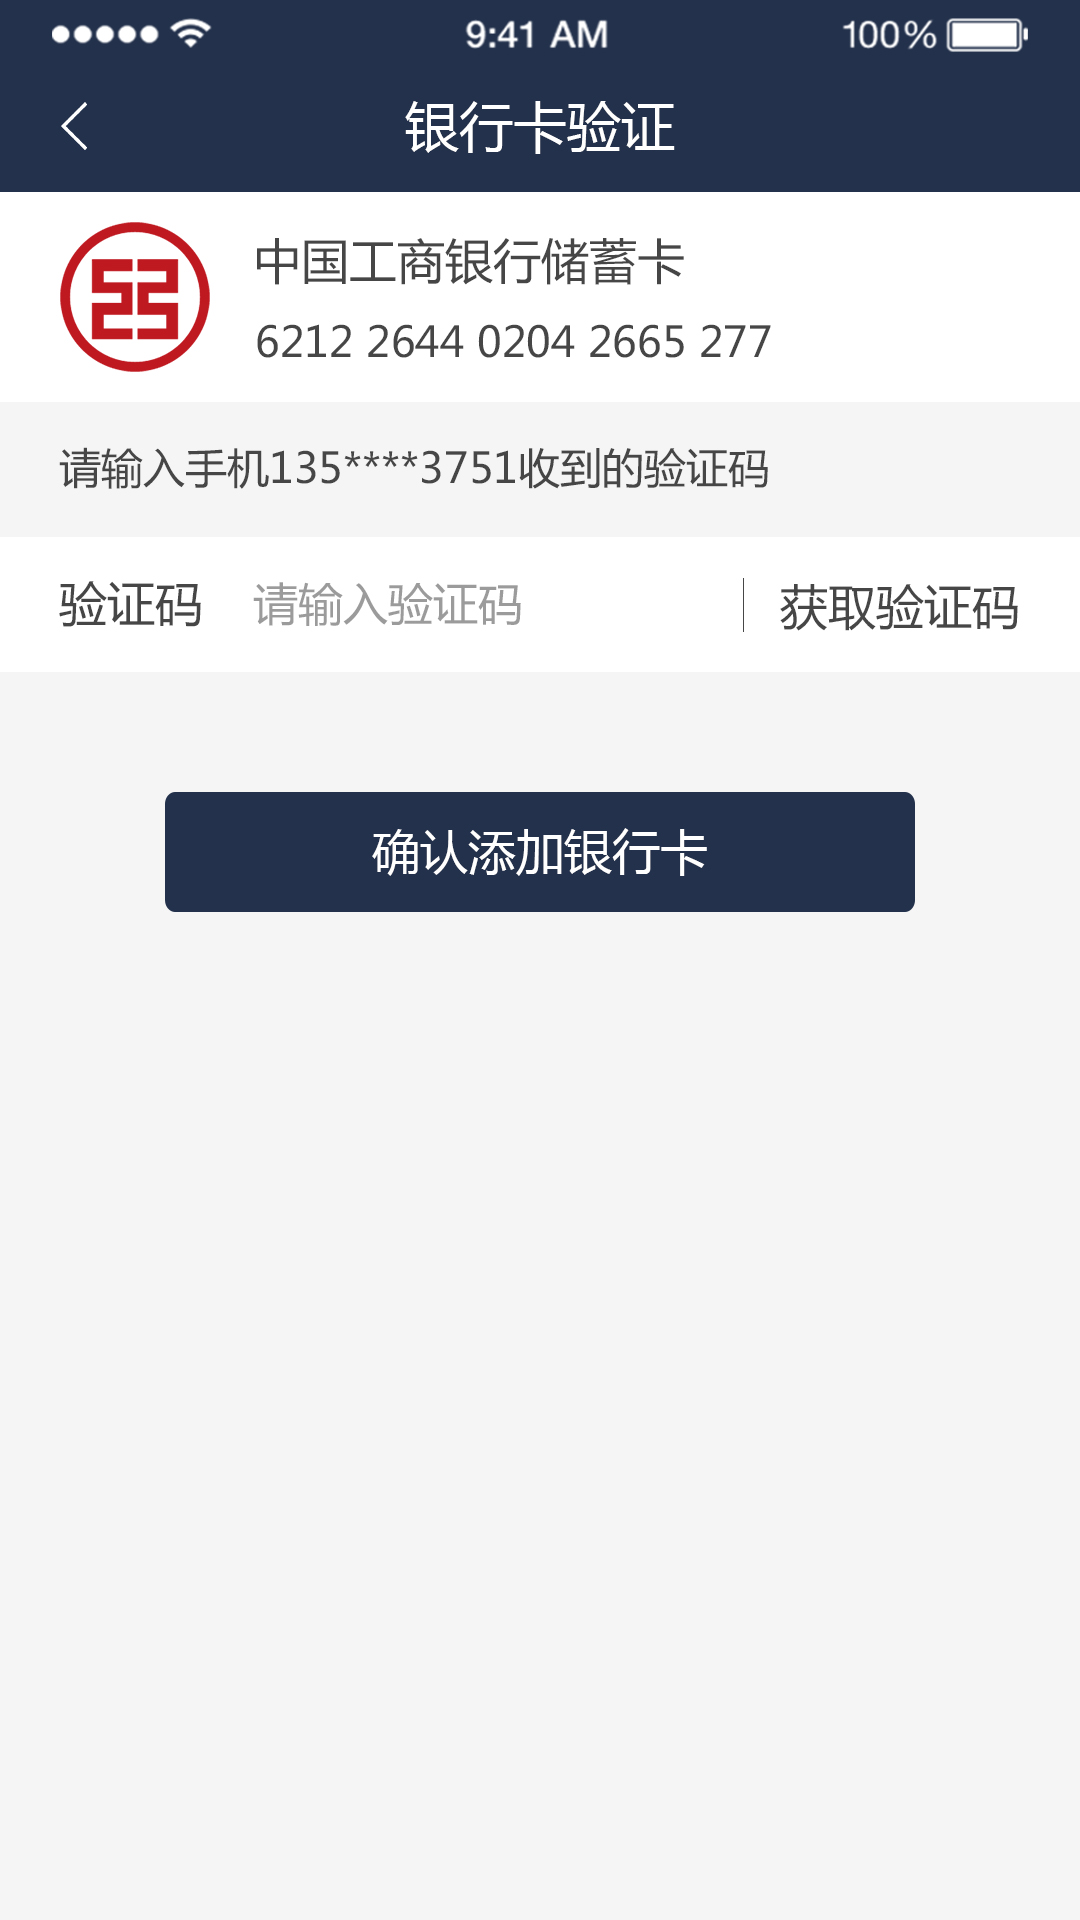 9:41 AM 100%
银行卡验证
中国工商银行储蓄卡
6212 2644 0204 2665 277
请输入手机135****3751收到的验证码
验证码 请输入验证码 获取验证码
确认添加银行卡